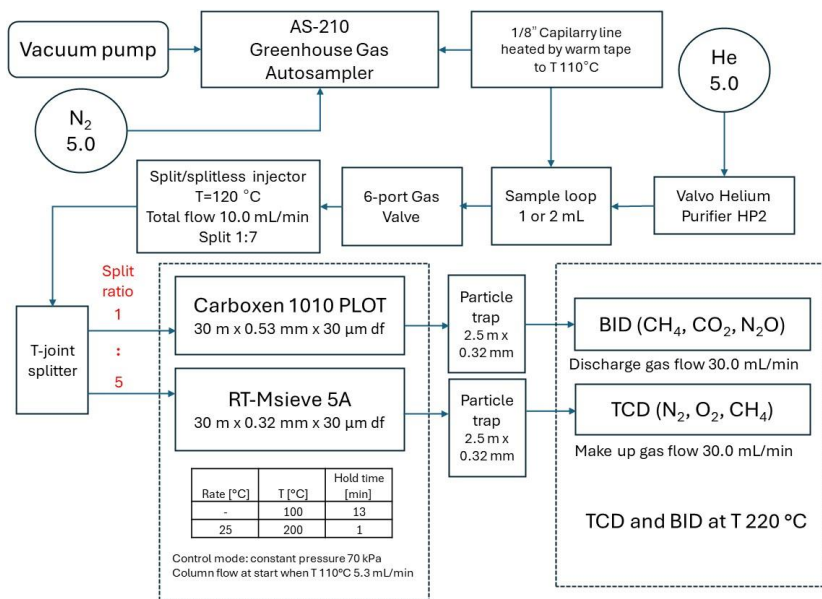 Vacuum pump
AS-210
Greenhouse Gas
Autosampler
1/8" Capilarry line
heated by warm tape
to T 110°C
He
5.0
N₂
5.0
Split/splitless injector
T=120 °C
Total flow 10.0 mL/min
Split 1:7
6-port Gas
Valve
Sample loop
1 or 2 mL
Valvo Helium
Purifier HP2
Split
ratio
1
:
5
T-joint
splitter
Carboxen 1010 PLOT
30 m x 0.53 mm x 30 µm df
RT-Msieve 5A
30 m x 0.32 mm x 30 µm df
Particle
trap
2.5 m x
0.32 mm
Particle
trap
2.5 m x
0.32 mm
BID (CH₄, CO₂, N₂O)
Discharge gas flow 30.0 mL/min
TCD (N₂, O₂, CH₄)
Make up gas flow 30.0 mL/min
TCD and BID at T 220 °C
Rate [°C] T [°C] Hold time [min]
- 100 13
25 200 1
Control mode: constant pressure 70 kPa
Column flow at start when T 110°C 5.3 mL/min